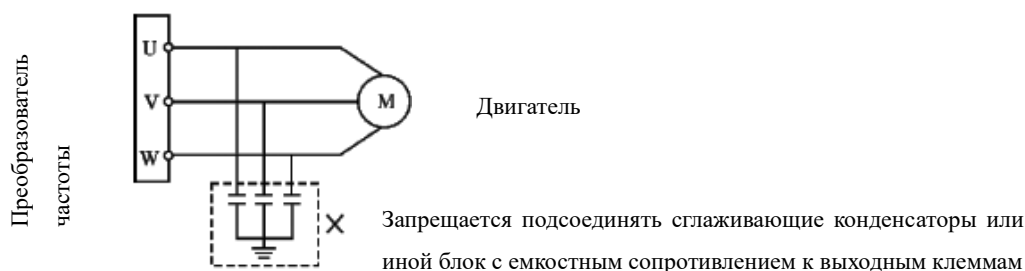 Преобразователь
частоты
U
V
W
M
Двигатель
Запрещается подсоединять сглаживающие конденсаторы или
иной блок с емкостным сопротивлением к выходным клеммам